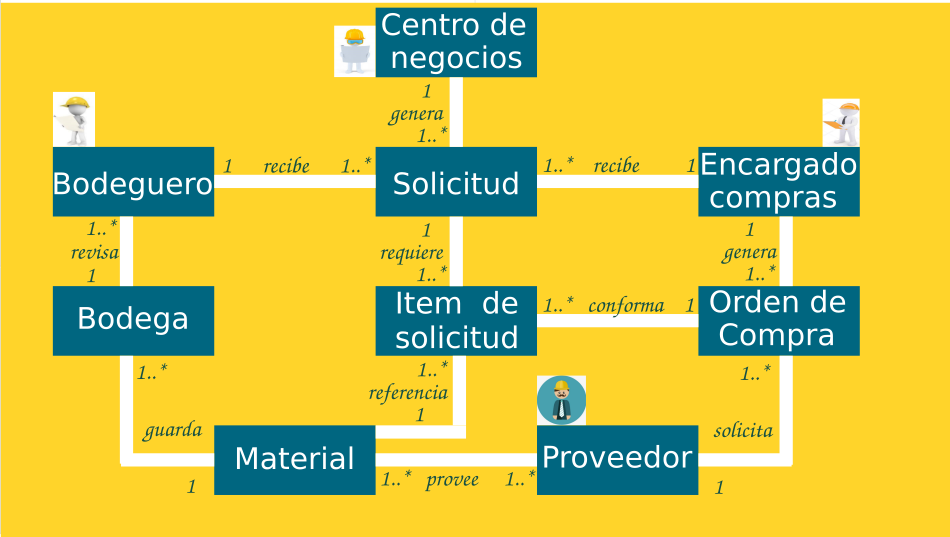 Centro de
negocios
1
genera
1..*
Bodeguero
1 recibe 1..*
Solicitud
1..* recibe 1
Encargado
compras
1..*
revisa
1
1
requiere
1..*
1
genera
1..*
Bodega
Item de
solicitud
1..* conforma 1
Orden de
Compra
1..*
guarda
1
1..*
referencia
1
1..*
solicita
1
Material
1..* provee 1..*
Proveedor